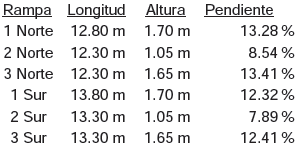 Rampa Longitud Altura Pendiente
1 Norte 12.80 m 1.70 m 13.28 %
2 Norte 12.30 m 1.05 m 8.54 %
3 Norte 12.30 m 1.65 m 13.41 %
1 Sur 13.80 m 1.70 m 12.32 %
2 Sur 13.30 m 1.05 m 7.89 %
3 Sur 13.30 m 1.65 m 12.41 %